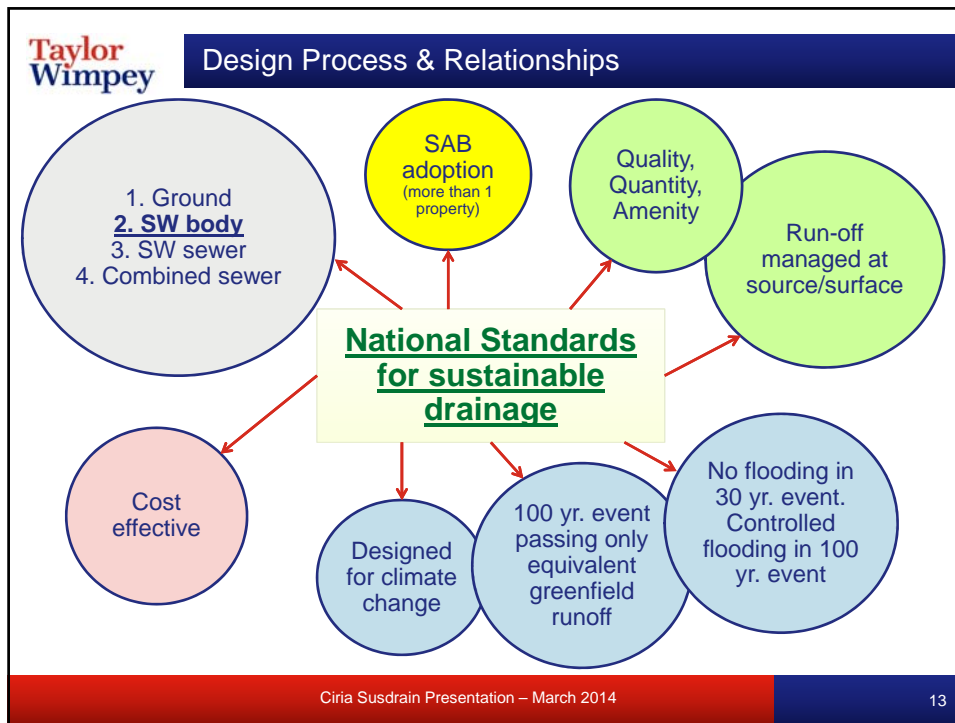 Taylor
Wimpey
Design Process & Relationships
1. Ground
2. SW body
3. SW sewer
4. Combined sewer
SAB
adoption
(more than 1
property)
Quality,
Quantity,
Amenity
Run-off
managed at
source/surface
National Standards
for sustainable
drainage
Cost
effective
Designed
for climate
change
100 yr. event
passing only
equivalent
greenfield
runoff
No flooding in
30 yr. event.
Controlled
flooding in 100
yr. event
Ciria Susdrain Presentation – March 2014
13